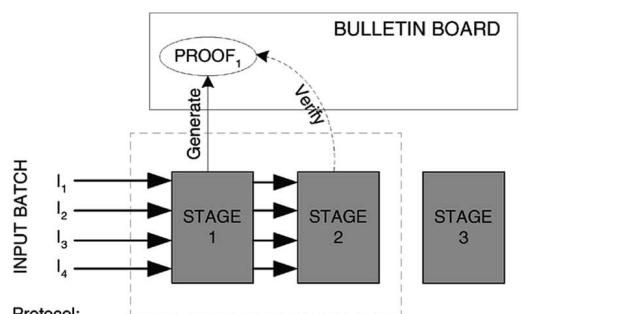 BULLETIN BOARD
PROOF₁
Generate
Verify
INPUT BATCH
I₁
I₂
I₃
I₄
STAGE
1
STAGE
2
STAGE
3
Protocol: